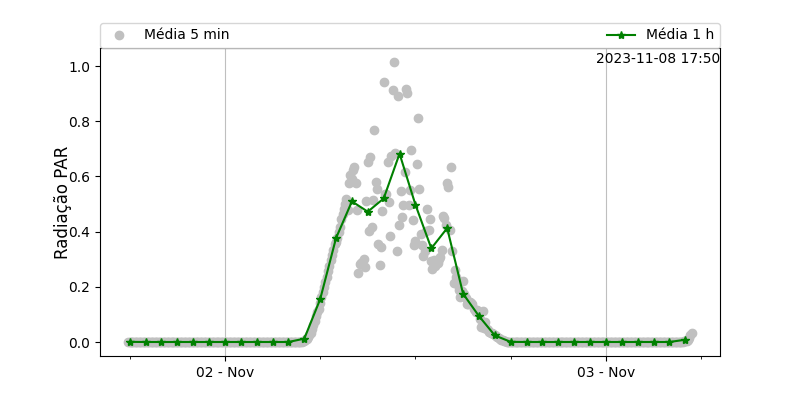 Média 5 min
Média 1 h
2023-11-08 17:50
Radiação PAR
1.0
0.8
0.6
0.4
0.2
0.0
02 - Nov
03 - Nov